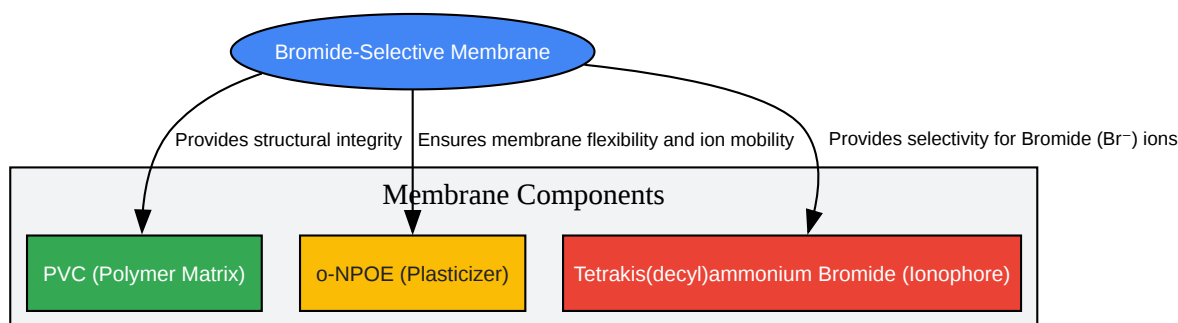 Bromide-Selective Membrane
Provides structural integrity
Ensures membrane flexibility and ion mobility
Provides selectivity for Bromide (Br⁻) ions
Membrane Components
PVC (Polymer Matrix)
o-NPOE (Plasticizer)
Tetrakis(decyl)ammonium Bromide (Ionophore)